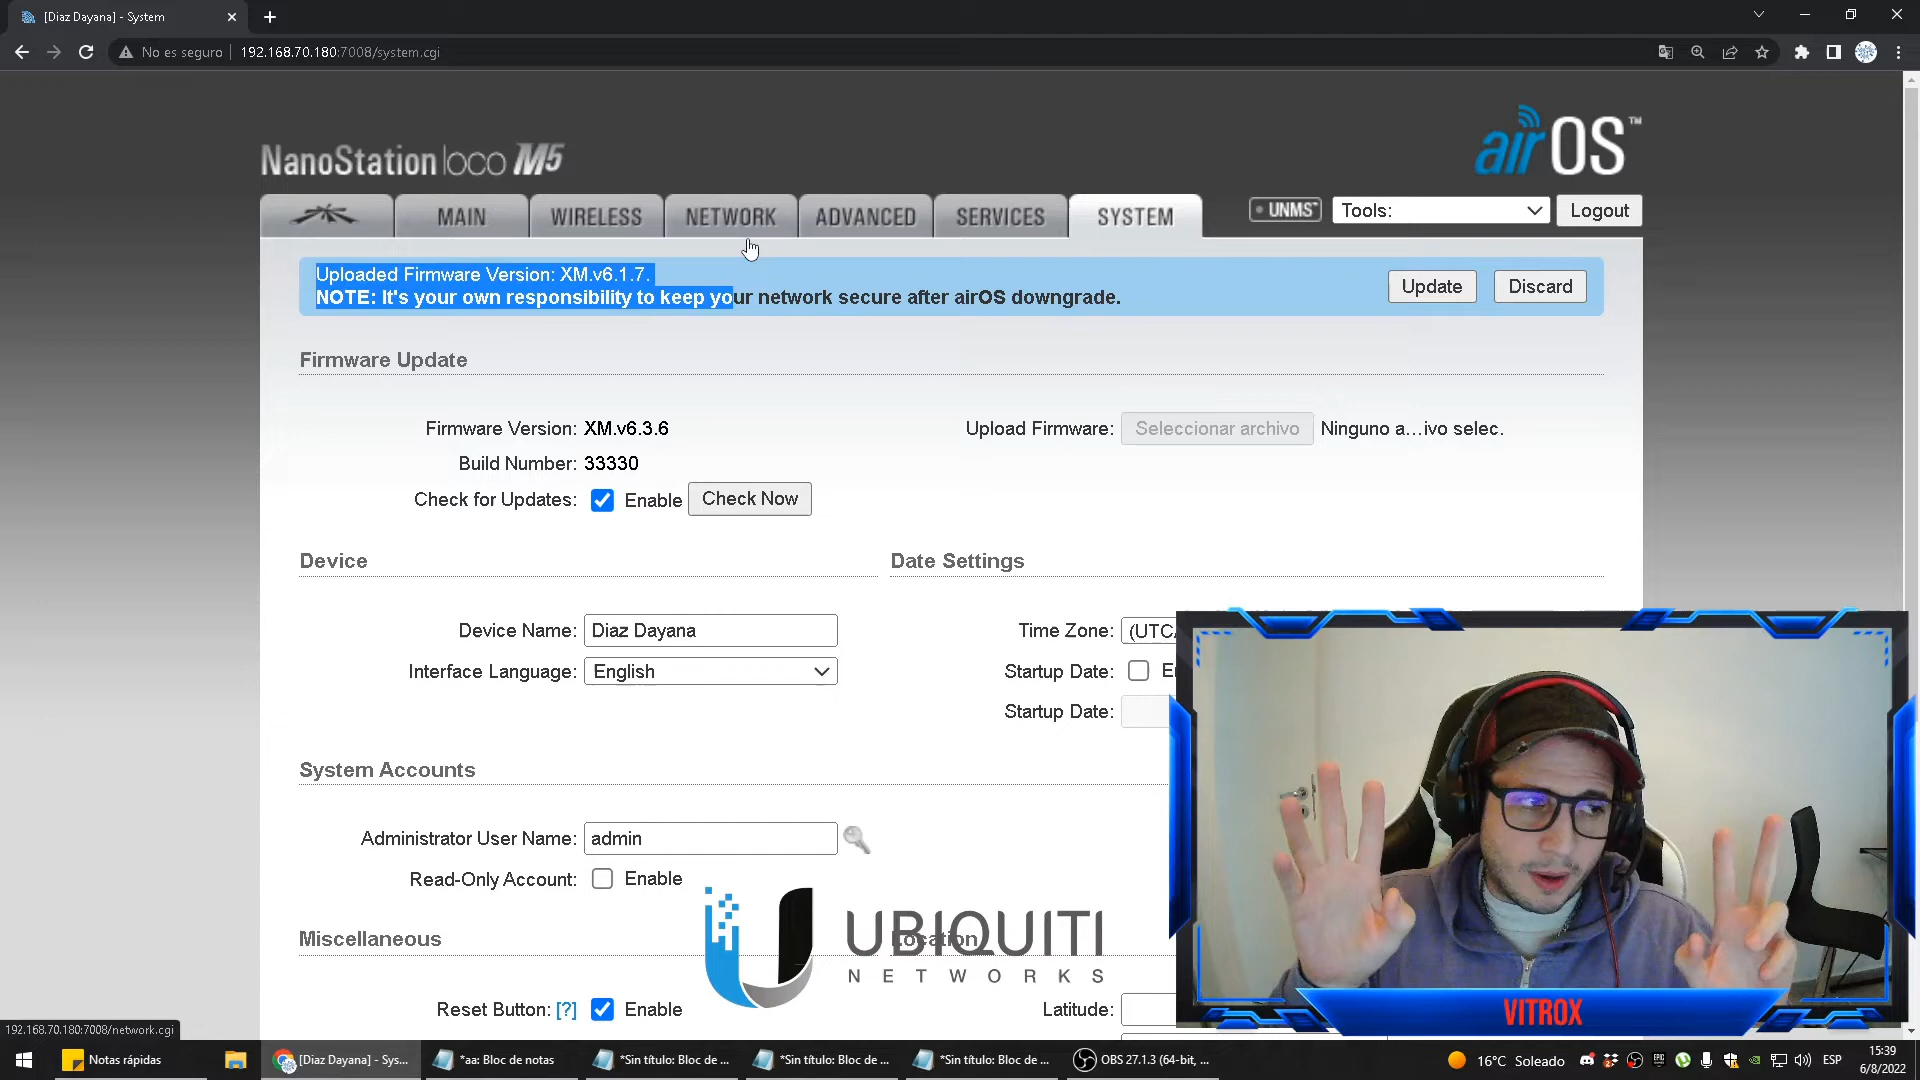 [Diaz Dayana] - System
No es seguro
192.168.70.180:7008/system.cgi
NanoStation loco M5
airOS™
MAIN
WIRELESS
NETWORK
ADVANCED
SERVICES
SYSTEM
UNMS
Tools:
Logout
Uploaded Firmware Version: XM.v6.1.7.
NOTE: It's your own responsibility to keep your network secure after airOS downgrade.
Update
Discard
Firmware Update
Firmware Version: XM.v6.3.6
Upload Firmware: Seleccionar archivo Ninguno a...ivo selec.
Build Number: 33330
Check for Updates: Enable Check Now
Device
Date Settings
Device Name: Diaz Dayana
Time Zone: (UTC
Interface Language: English
Startup Date: E
Startup Date:
System Accounts
Administrator User Name: admin
Read-Only Account: Enable
Miscellaneous
Location
UBIQUITI
NETWORKS
Reset Button: [?] Enable
Latitude:
VITROX
192.168.70.180:7008/network.cgi
Notas rápidas
[Diaz Dayana] - Sys...
*aa: Bloc de notas
*Sin título: Bloc de ...
*Sin título: Bloc de ...
*Sin título: Bloc de ...
OBS 27.1.3 (64-bit, ...
16°C Soleado
ESP
15:39
6/8/2022